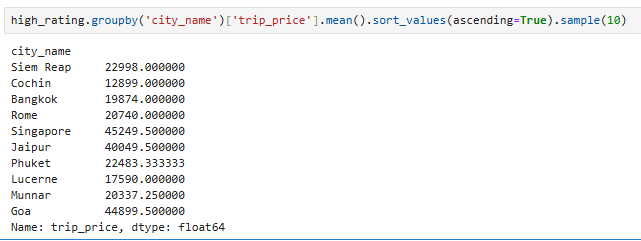 high_rating.groupby('city_name')['trip_price'].mean().sort_values(ascending=True).sample(10)
city_name
Siem Reap     22998.000000
Cochin        12899.000000
Bangkok       19874.000000
Rome          20740.000000
Singapore     45249.500000
Jaipur        40049.500000
Phuket        22483.333333
Lucerne       17590.000000
Munnar        20337.250000
Goa           44899.500000
Name: trip_price, dtype: float64